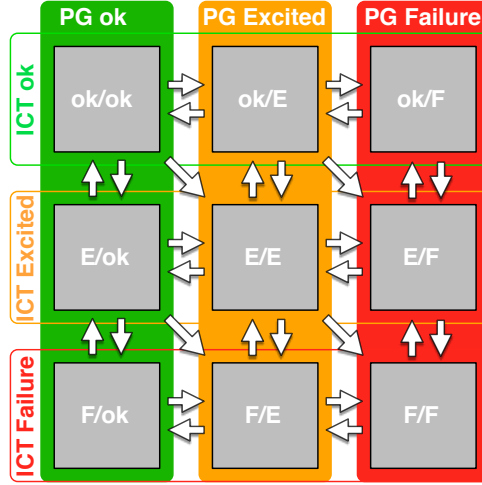 PG ok
PG Excited
PG Failure
ICT ok
ok/ok
ok/E
ok/F
ICT Excited
E/ok
E/E
E/F
ICT Failure
F/ok
F/E
F/F